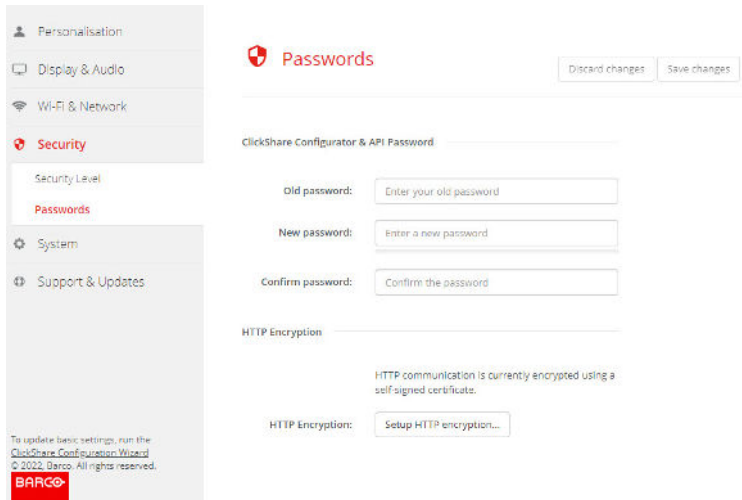 Personalisation
Display & Audio
Wi-Fi & Network
Security
Security Level
Passwords
System
Support & Updates
To update basic settings, run the
ClickShare Configuration Wizard
© 2022, Barco. All rights reserved.
BARCO
Passwords
Discard changes
Save changes
ClickShare Configurator & API Password
Old password:
Enter your old password
New password:
Enter a new password
Confirm password:
Confirm the password
HTTP Encryption
HTTP communication is currently encrypted using a
self-signed certificate.
HTTP Encryption:
Setup HTTP encryption...